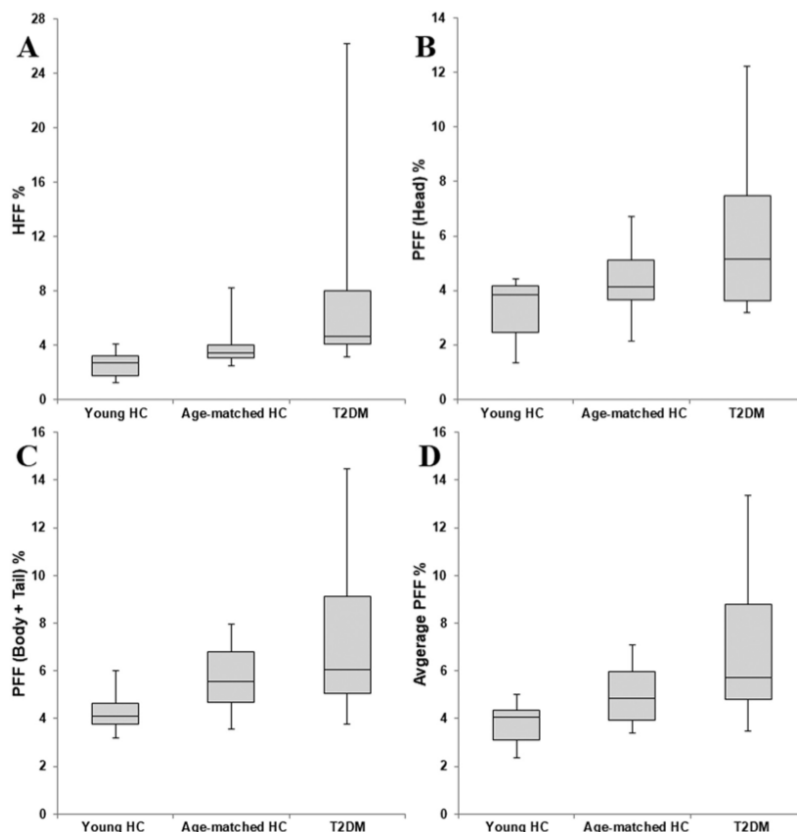 A
HFF %
28
24
20
16
12
8
4
0
Young HC Age-matched HC T2DM
B
PFF (Head) %
14
12
10
8
6
4
2
0
Young HC Age-matched HC T2DM
C
PFF (Body + Tail) %
16
14
12
10
8
6
4
2
0
Young HC Age-matched HC T2DM
D
Avgerage PFF %
16
14
12
10
8
6
4
2
0
Young HC Age-matched HC T2DM